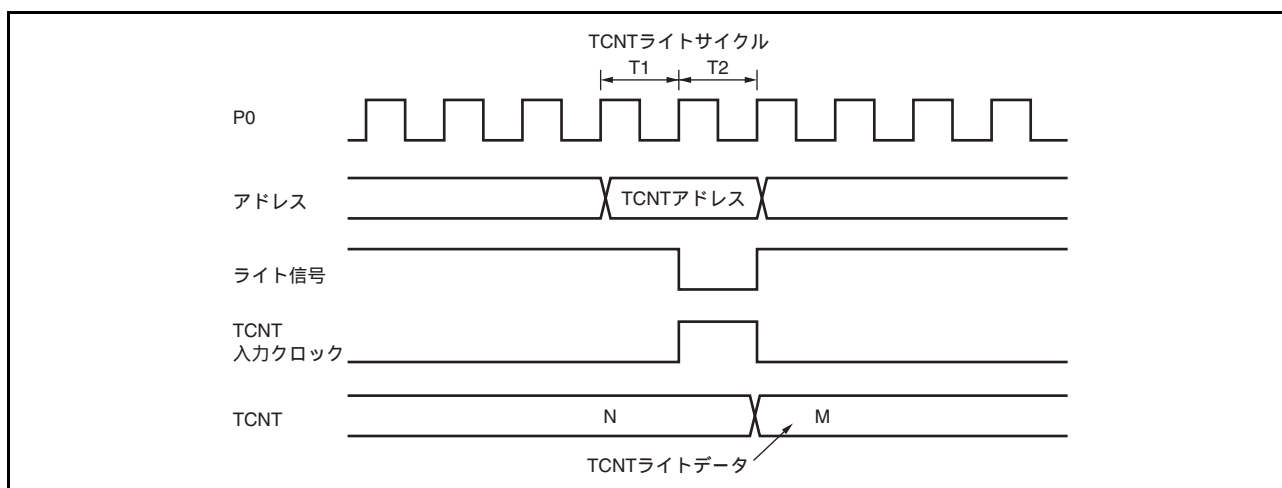 TCNTライトサイクル
T1 T2
P0
アドレス
TCNTアドレス
ライト信号
TCNT
入力クロック
TCNT
N
M
TCNTライトデータ